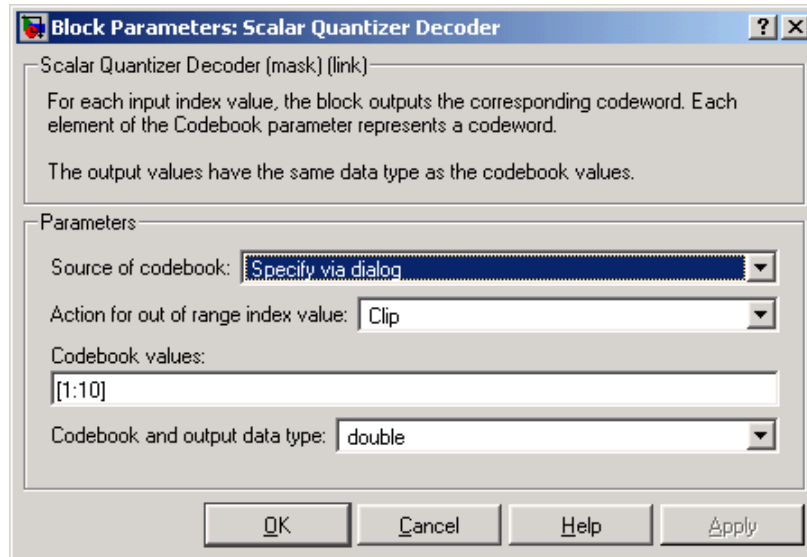 Block Parameters: Scalar Quantizer Decoder
Scalar Quantizer Decoder (mask) (link)
For each input index value, the block outputs the corresponding codeword. Each
element of the Codebook parameter represents a codeword.
The output values have the same data type as the codebook values.
Parameters
Source of codebook: Specify via dialog
Action for out of range index value: Clip
Codebook values:
[1:10]
Codebook and output data type: double
OK Cancel Help Apply